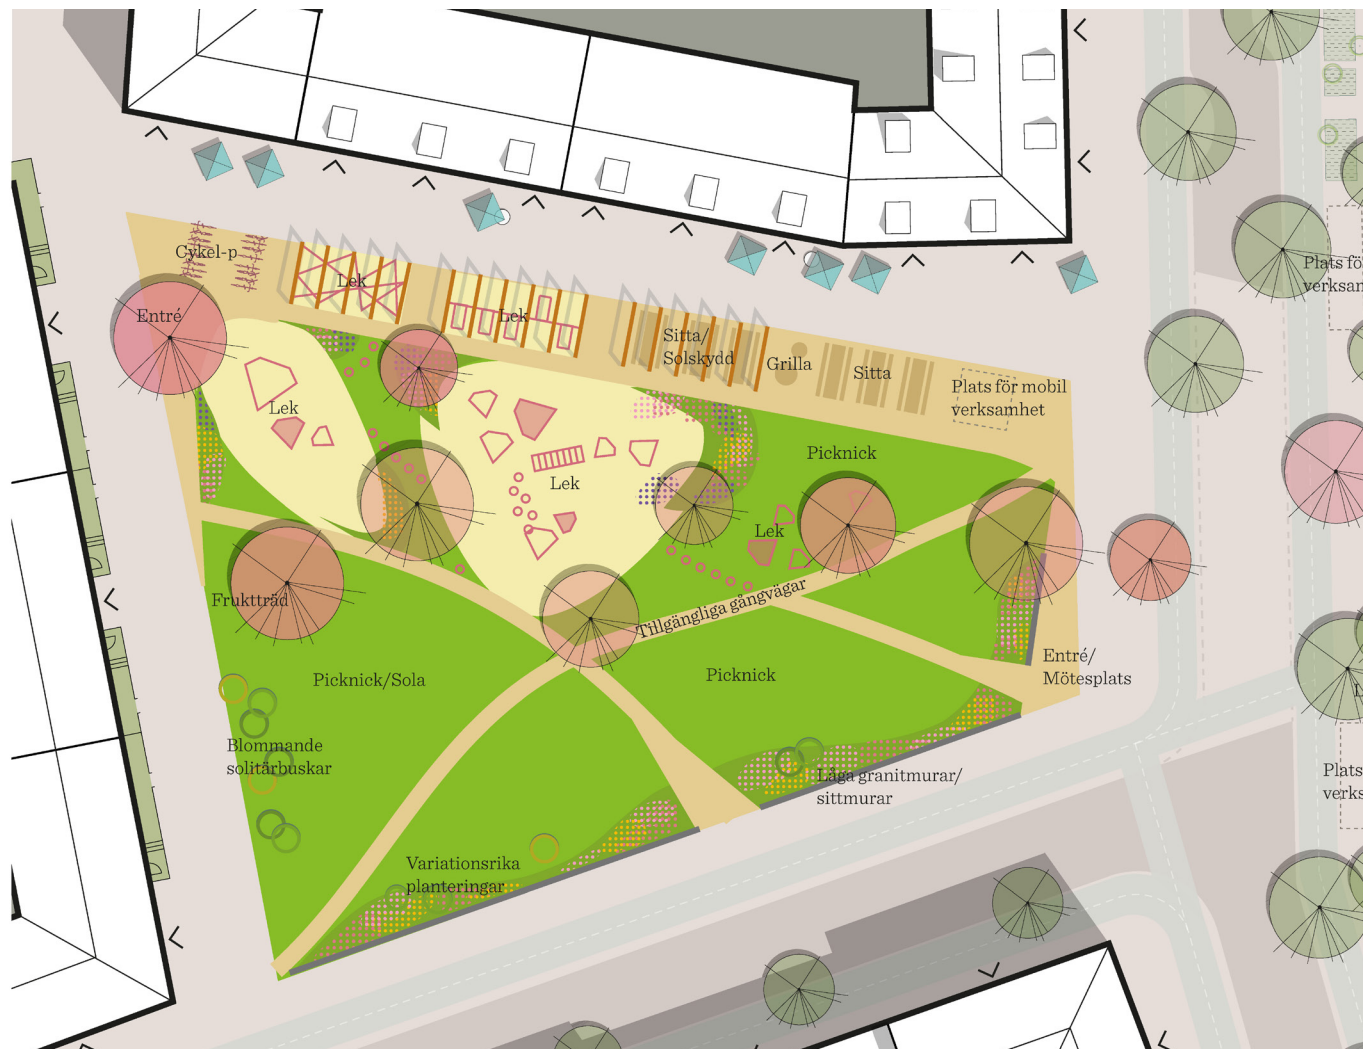 Cykel-p
Lek
Entré
Lek
Sitta/
Solskydd
Grilla
Sitta
Plats för mobil
verksamhet
Lek
Picknick
Lek
Lek
Fruktträd
Tillgängliga gångvägar
Picknick/Sola
Picknick
Entré/
Mötesplats
Blommande
solitärbuskar
Låga granitmurar/
sittmurar
Variationsrika
planteringar
Plats